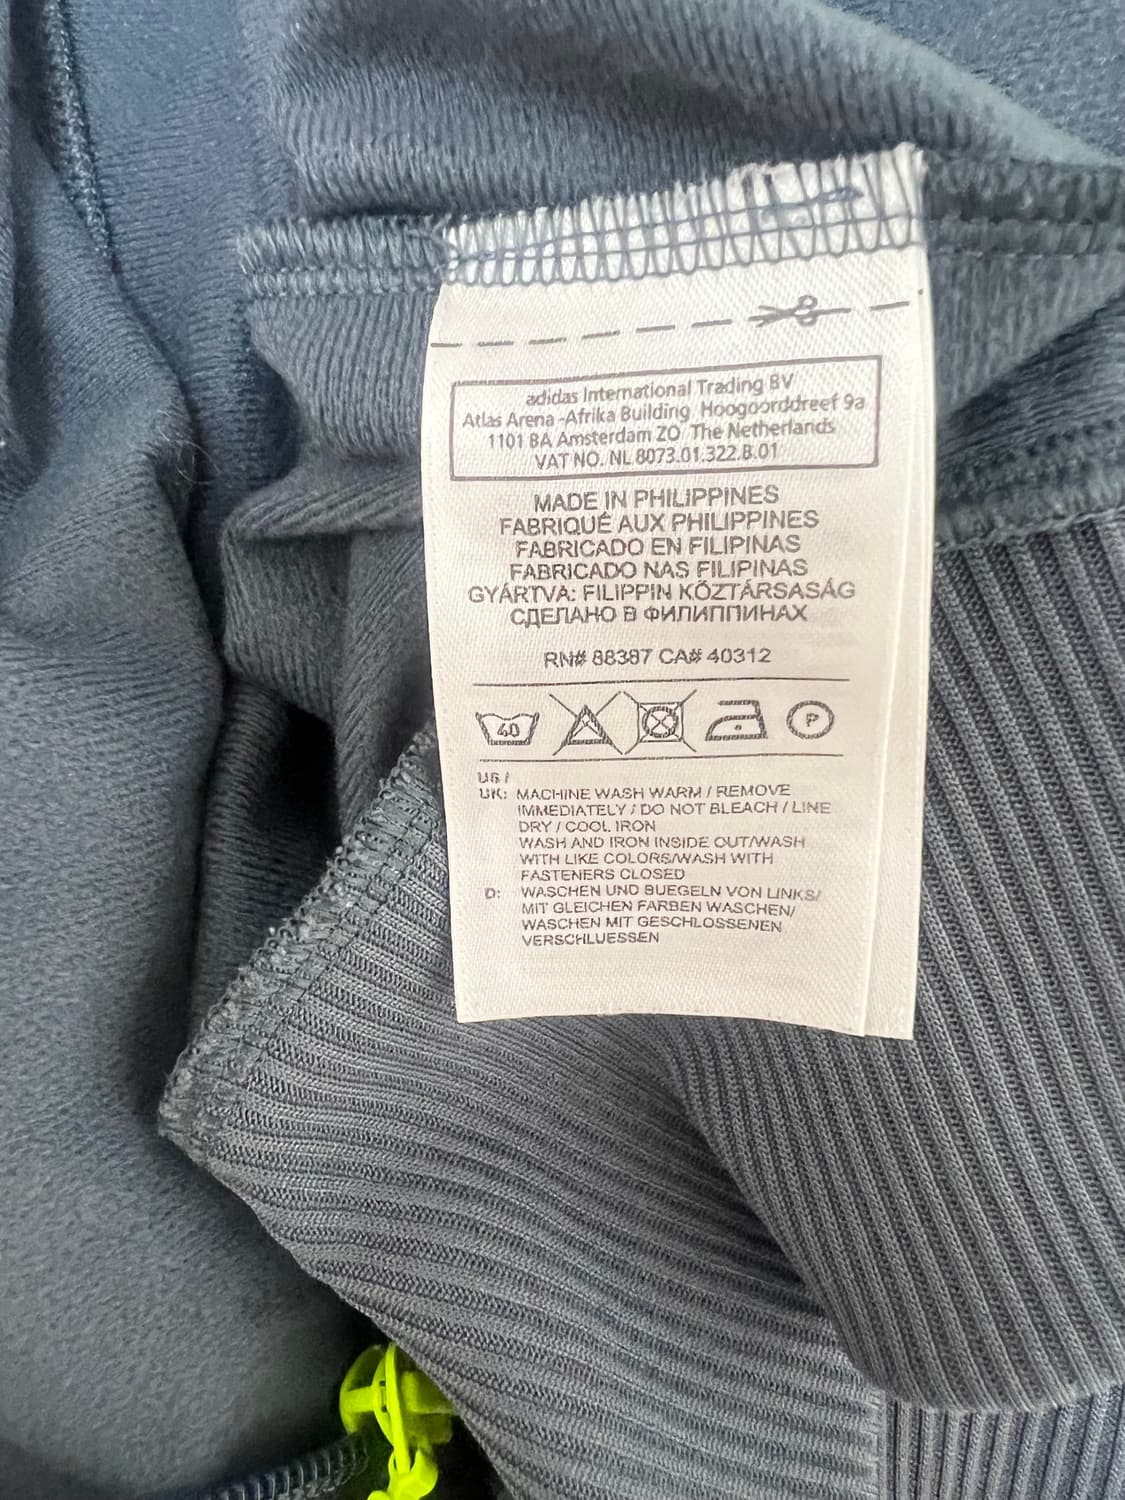 adidas International Trading BV
Atlas Arena -Afrika Building Hoogoorddreef 9a
1101 BA Amsterdam ZO The Netherlands
VAT NO. NL 8073.01.322.B.01
MADE IN PHILIPPINES
FABRIQUÉ AUX PHILIPPINES
FABRICADO EN FILIPINAS
FABRICADO NAS FILIPINAS
GYÁRTVA: FILIPPIN KÖZTÁRSASÁG
СДЕЛАНО В ФИЛИППИНАХ
RN# 88387 CA# 40312
40 P
US /
UK: MACHINE WASH WARM / REMOVE
IMMEDIATELY / DO NOT BLEACH / LINE
DRY / COOL IRON
WASH AND IRON INSIDE OUT/WASH
WITH LIKE COLORS/WASH WITH
FASTENERS CLOSED
D: WASCHEN UND BUEGELN VON LINKS/
MIT GLEICHEN FARBEN WASCHEN/
WASCHEN MIT GESCHLOSSENEN
VERSCHLUESSEN